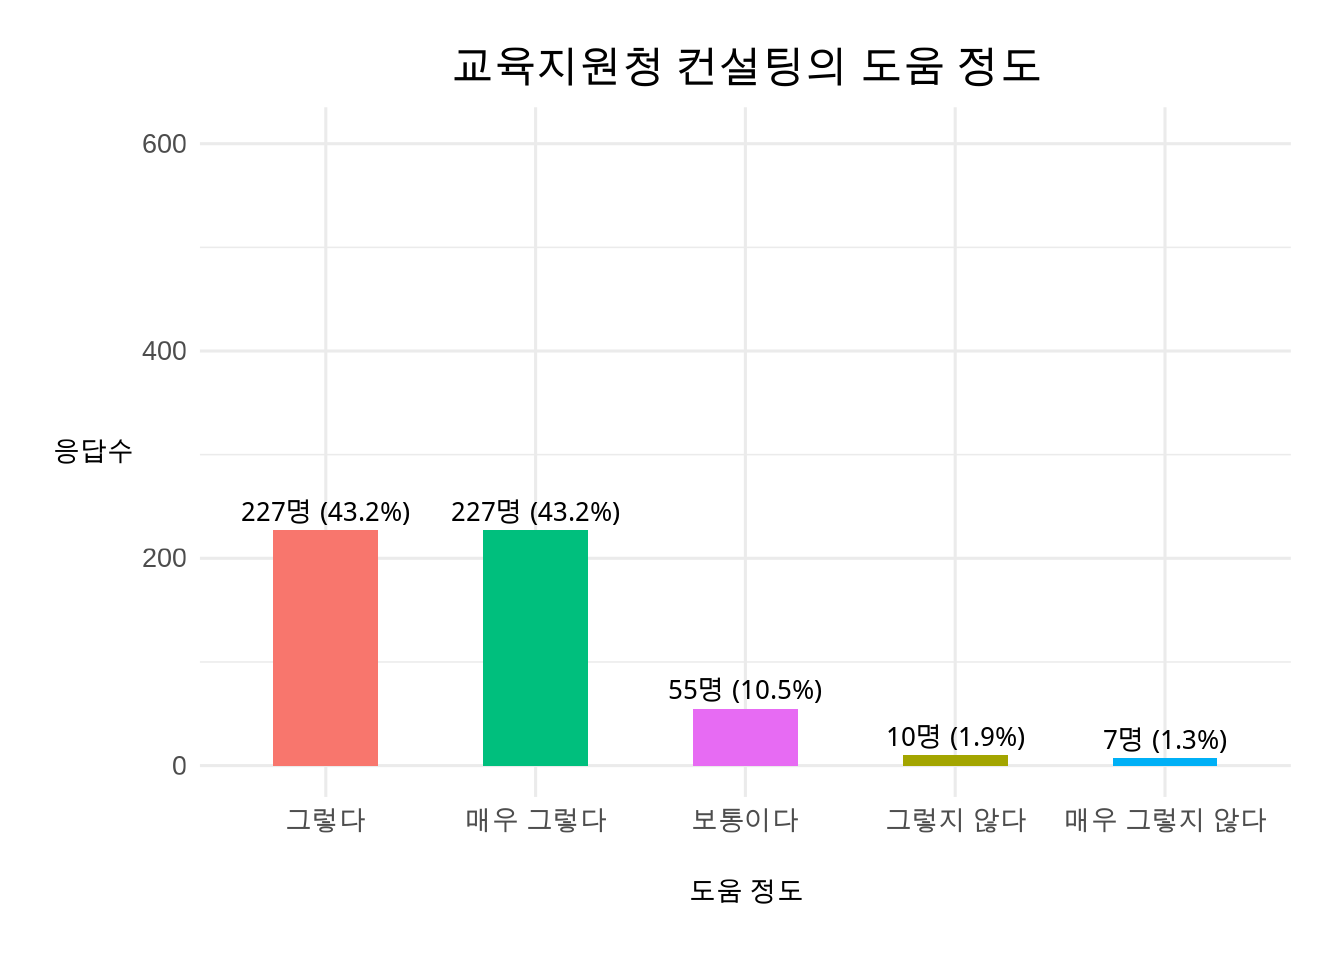 교육지원청 컨설팅의 도움 정도
600
400
응답수
227명 (43.2%) 227명 (43.2%)
200
55명 (10.5%)
10명 (1.9%) 7명 (1.3%)
0
그렇다 매우 그렇다 보통이다 그렇지 않다 매우 그렇지 않다
도움 정도